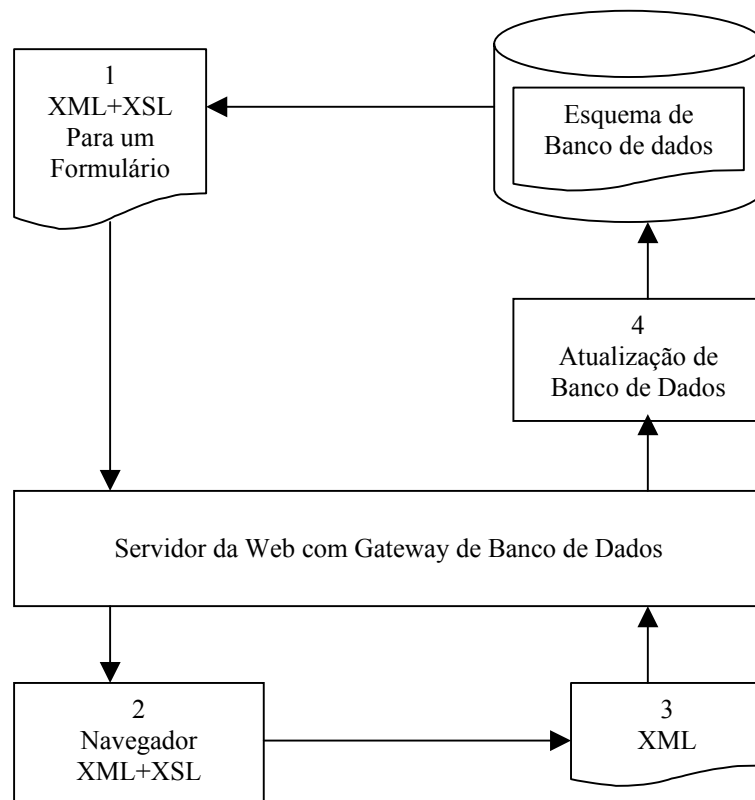 1
XML+XSL
Para um
Formulário
Esquema de
Banco de dados
4
Atualização de
Banco de Dados
Servidor da Web com Gateway de Banco de Dados
2
Navegador
XML+XSL
3
XML